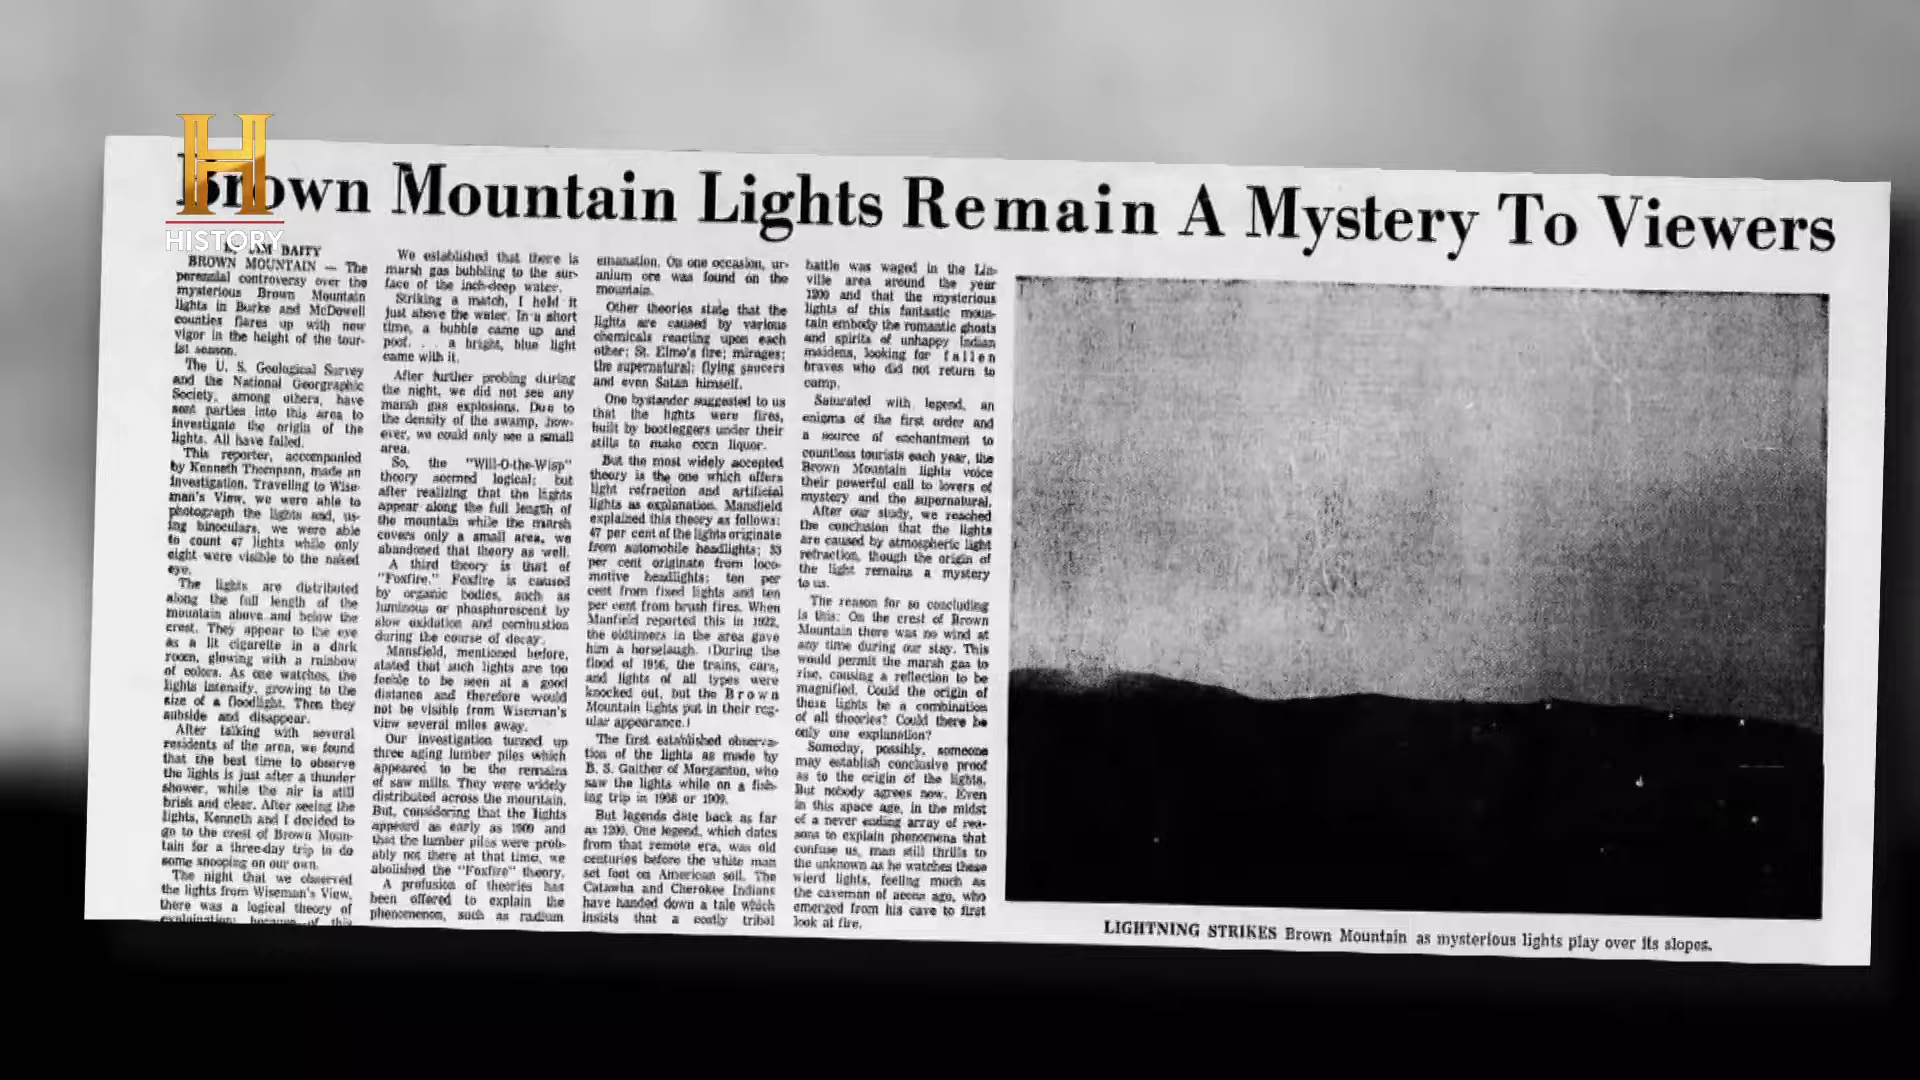 Brown Mountain Lights Remain A Mystery To Viewers
HISTORY
BAITY
BROWN MOUNTAIN — The
perennial controversy over the
mysterious Brown Mountain
lights in Burke and McDowell
counties flares up with new
vigor in the height of the tour-
ist season.
The U. S. Geological Survey
and the National Georgraphic
Society, among others, have
sent parties into this area to
investigate the origin of the
lights. All have failed.
This reporter, accompanied
by Kenneth Thompson, made an
investigation. Traveling to Wise-
man's View, we were able to
photograph the lights and, us-
ing binoculars, we were able
to count 47 lights while only
eight were visible to the naked
eye.
The lights are distributed
along the full length of the
mountain above and below the
crest. They appear to the eye
as a lit cigarette in a dark
room, glowing with a rainbow
of colors. As one watches, the
lights intensify, growing to the
size of a floodlight. Then they
subside and disappear.
After talking with several
residents of the area, we found
that the best time to observe
the lights is just after a thunder
shower, while the air is still
brisk and clear. After seeing the
lights, Kenneth and I decided to
go to the crest of Brown Moun-
tain for a three-day trip to do
some snooping on our own.
The night that we observed
the lights from Wiseman's View,
there was a logical theory of
explaination: because of this
We established that there is
marsh gas bubbling to the sur-
face of the inch-deep water.
Striking a match, I held it
just above the water. In a short
time, a bubble came up and
poof. . . a bright, blue light
came with it.
After further probing during
the night, we did not see any
marsh gas explosions. Due to
the density of the swamp, how-
ever, we could only see a small
area.
So, the "Will-O-the-Wisp"
theory seemed logical; but
after realizing that the lights
appear along the full length of
the mountain while the marsh
covers only a small area, we
abandoned that theory as well.
A third theory is that of
"Foxfire." Foxfire is caused
by organic bodies, such as
luminous or phosphorescent by
slow oxidation and combustion
during the course of decay.
Mansfield, mentioned before,
stated that such lights are too
feeble to be seen at a good
distance and therefore would
not be visible from Wiseman's
view several miles away.
Our investigation turned up
three aging lumber piles which
appeared to be the remains
of saw mills. They were widely
distributed across the mountain.
But, considering that the lights
appeared as early as 1900 and
that the lumber piles were prob-
ably not there at that time, we
abolished the "Foxfire" theory.
A profusion of theories has
been offered to explain the
phenomenon, such as radium
emanation. On one occasion, ur-
anium ore was found on the
mountain.
Other theories state that the
lights are caused by various
chemicals reacting upon each
other; St. Elmo's fire; mirages;
the supernatural; flying saucers
and even Satan himself.
One bystander suggested to us
that the lights were fires,
built by bootleggers under their
stills to make corn liquor.
But the most widely accepted
theory is the one which offers
light refraction and artificial
lights as explanation. Mansfield
explained this theory as follows:
47 per cent of the lights originate
from automobile headlights; 33
per cent originate from loco-
motive headlights; ten per
cent from fixed lights and ten
per cent from brush fires. When
Manfield reported this in 1922,
the oldtimers in the area gave
him a horselaugh. (During the
flood of 1916, the trains, cars,
and lights of all types were
knocked out, but the Brown
Mountain lights put in their reg-
ular appearance.)
The first established observa-
tion of the lights as made by
B. S. Gaither of Morganton, who
saw the lights while on a fish-
ing trip in 1908 or 1909.
But legends date back as far
as 1200. One legend, which dates
from that remote era, was old
centuries before the white man
set foot on American soil. The
Catawba and Cherokee Indians
have handed down a tale which
insists that a costly tribal
battle was waged in the Lin-
ville area around the year
1200 and that the mysterious
lights of this fantastic moun-
tain embody the romantic ghosts
and spirits of unhappy Indian
maidens, looking for fallen
braves who did not return to
camp.
Saturated with legend, an
enigma of the first order and
a source of enchantment to
countless tourists each year, the
Brown Mountain lights voice
their powerful call to lovers of
mystery and the supernatural.
After our study, we reached
the conclusion that the lights
are caused by atmospheric light
refraction, though the origin of
the light remains a mystery
to us.
The reason for so concluding
is this: On the crest of Brown
Mountain there was no wind at
any time during our stay. This
would permit the marsh gas to
rise, causing a reflection to be
magnified. Could the origin of
these lights be a combination
of all theories? Could there be
only one explanation?
Someday, possibly, someone
may establish conclusive proof
as to the origin of the lights.
But nobody agrees now. Even
in this space age, in the midst
of a never ending array of rea-
sons to explain phenomena that
confuse us, man still thrills to
the unknown as he watches these
wierd lights, feeling much as
the caveman of aeons ago, who
emerged from his cave to first
look at fire.
LIGHTNING STRIKES Brown Mountain as mysterious lights play over its slopes.